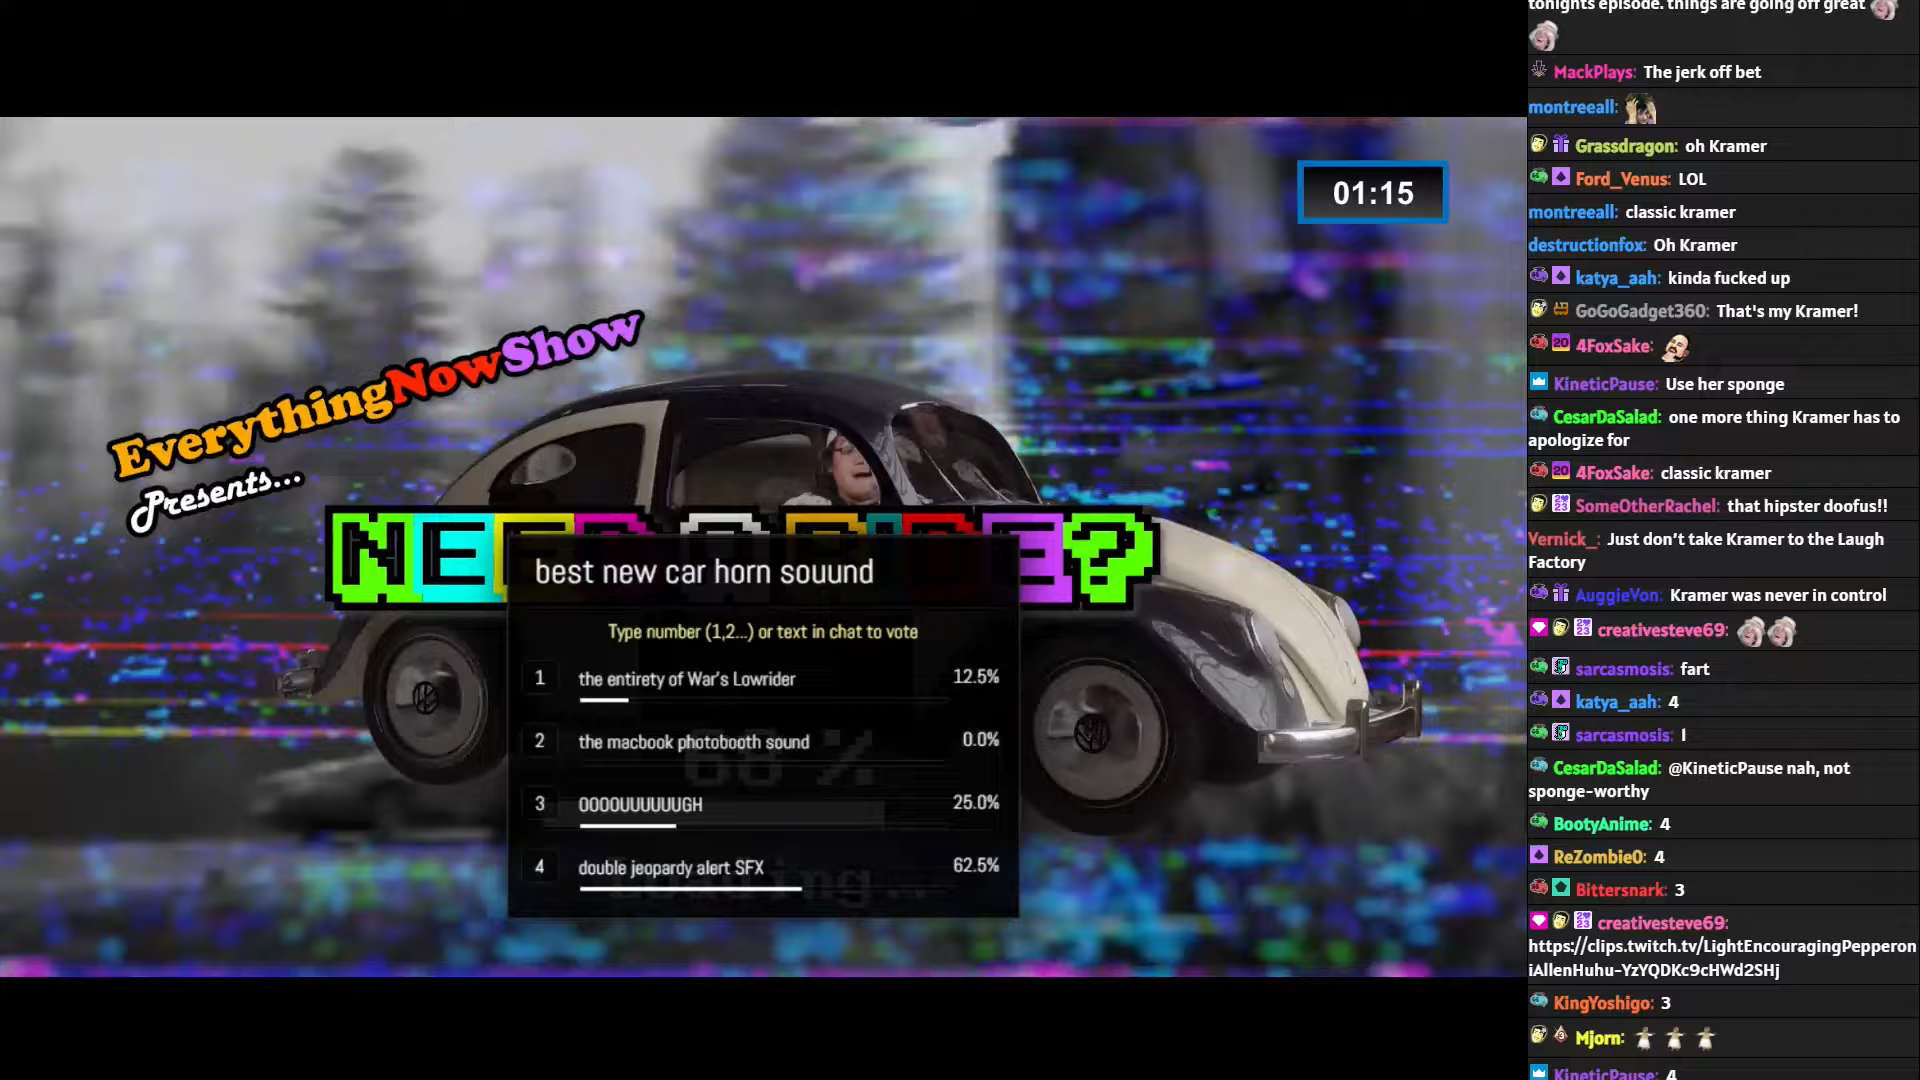 EverythingNowShow
Presents...
01:15
best new car horn souund
Type number (1,2...) or text in chat to vote
1 the entirety of War's Lowrider 12.5%
2 the macbook photobooth sound 0.0%
3 OOOOUUUUUUGH 25.0%
4 double jeopardy alert SFX 62.5%
68 %
tonights episode. things are going off great
MackPlays: The jerk off bet
montreeall:
Grassdragon: oh Kramer
Ford_Venus: LOL
montreeall: classic kramer
destructionfox: Oh Kramer
katya_aah: kinda fucked up
GoGoGadget360: That's my Kramer!
4FoxSake:
KineticPause: Use her sponge
CesarDaSalad: one more thing Kramer has to
apologize for
4FoxSake: classic kramer
SomeOtherRachel: that hipster doofus!!
Vernick_: Just don't take Kramer to the Laugh
Factory
AuggieVon: Kramer was never in control
creativesteve69:
sarcasmosis: fart
katya_aah: 4
sarcasmosis: l
CesarDaSalad: @KineticPause nah, not
sponge-worthy
BootyAnime: 4
ReZombie0: 4
Bittersnark: 3
creativesteve69:
https://clips.twitch.tv/LightEncouragingPepperon
iAllenHuhu-YzYQDKc9cHWd2SHj
KingYoshigo: 3
Mjorn:
KineticPause: 4